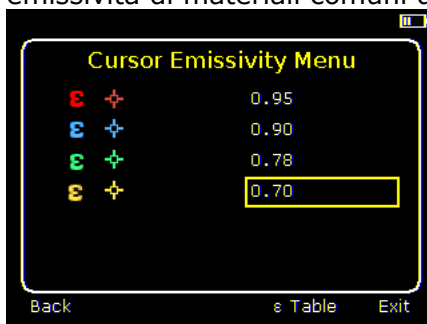 Cursor Emissivity Menu
ε 0.95
ε 0.90
ε 0.78
ε 0.70
Back ε Table Exit